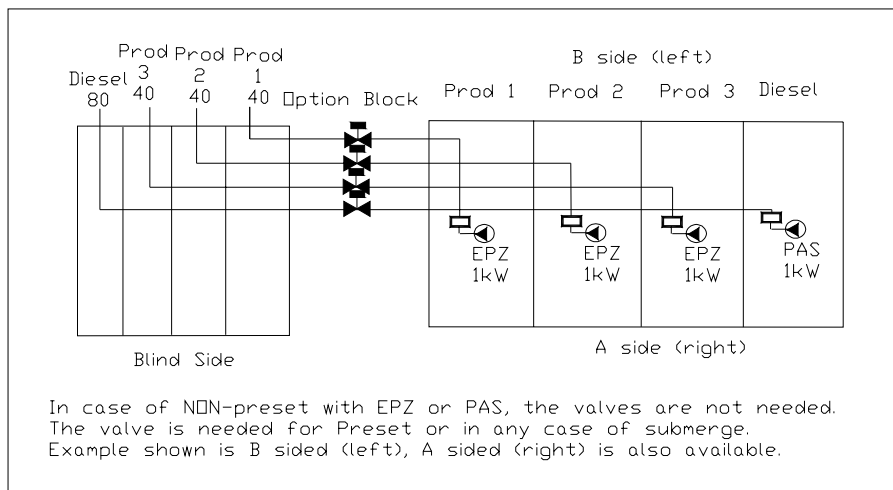 B side (left)
Diesel
80
Prod
3
40
Prod
2
40
Prod
1
40
Option Block
Prod 1
Prod 2
Prod 3
Diesel
EPZ
1kW
EPZ
1kW
EPZ
1kW
PAS
1kW
Blind Side
A side (right)
In case of NON-preset with EPZ or PAS, the valves are not needed.
The valve is needed for Preset or in any case of submerge.
Example shown is B sided (left), A sided (right) is also available.